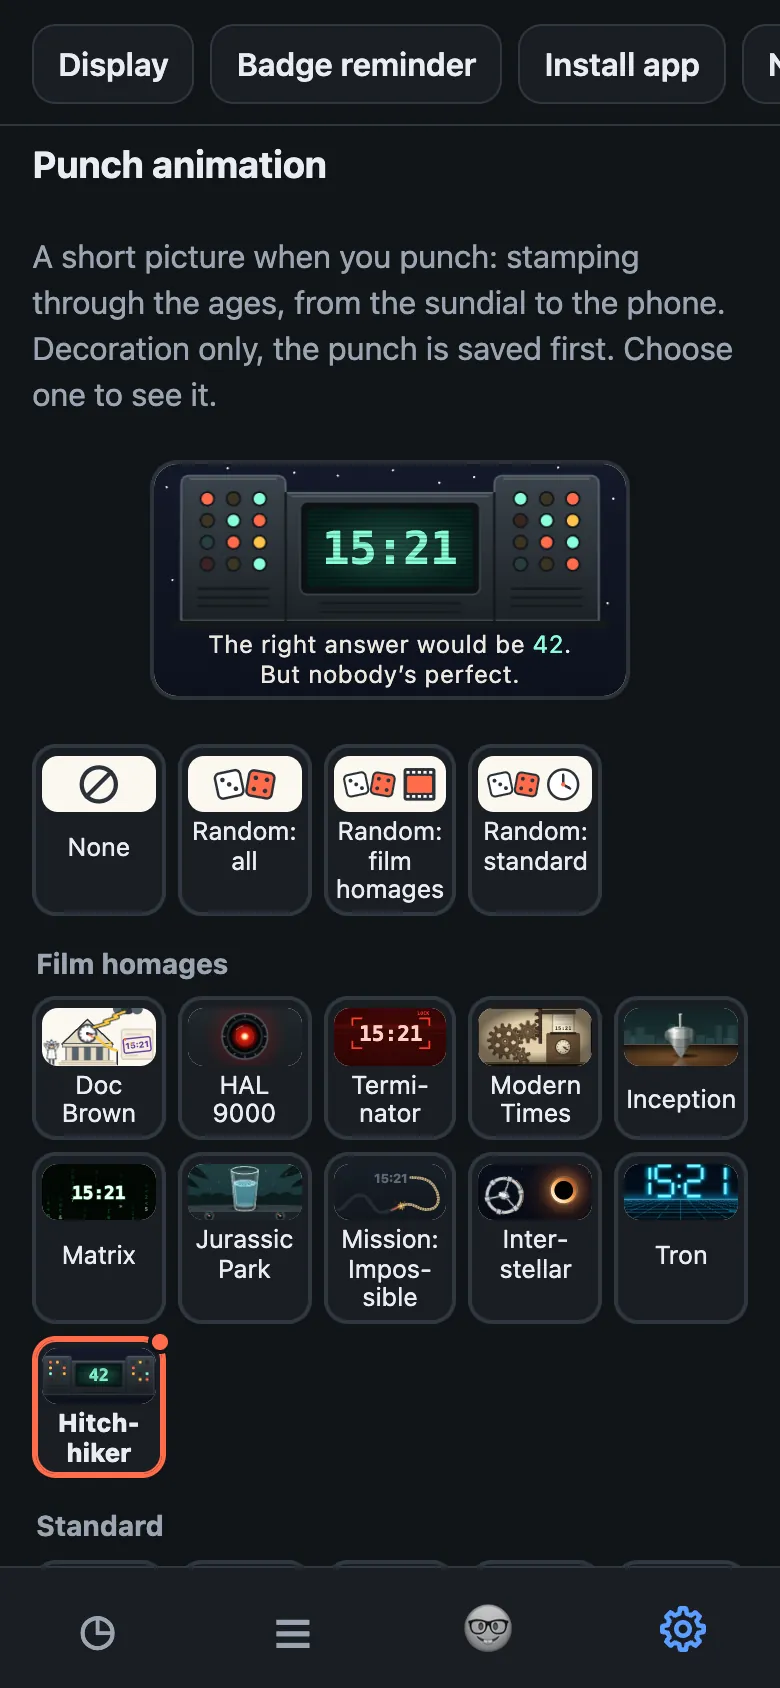 Display
Badge reminder
Install app
N
Punch animation
A short picture when you punch: stamping
through the ages, from the sundial to the phone.
Decoration only, the punch is saved first. Choose
one to see it.
15:21
The right answer would be 42.
But nobody's perfect.
None
Random:
all
Random:
film
homages
Random:
standard
Film homages
15:21
Doc
Brown
HAL
9000
LOCK
15:21
Termi-
nator
15:21
Modern
Times
Inception
15:21
Matrix
Jurassic
Park
15:21
Mission:
Impos-
sible
Inter-
stellar
15:21
Tron
42
Hitch-
hiker
Standard